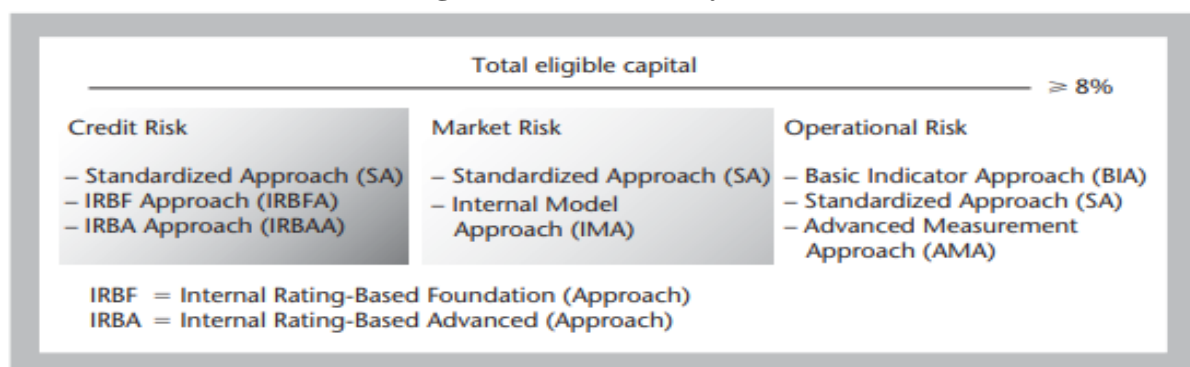 Total eligible capital
⩾ 8%
Credit Risk
– Standardized Approach (SA)
– IRBF Approach (IRBFA)
– IRBA Approach (IRBAA)
Market Risk
– Standardized Approach (SA)
– Internal Model
Approach (IMA)
Operational Risk
– Basic Indicator Approach (BIA)
– Standardized Approach (SA)
– Advanced Measurement
Approach (AMA)
IRBF = Internal Rating-Based Foundation (Approach)
IRBA = Internal Rating-Based Advanced (Approach)